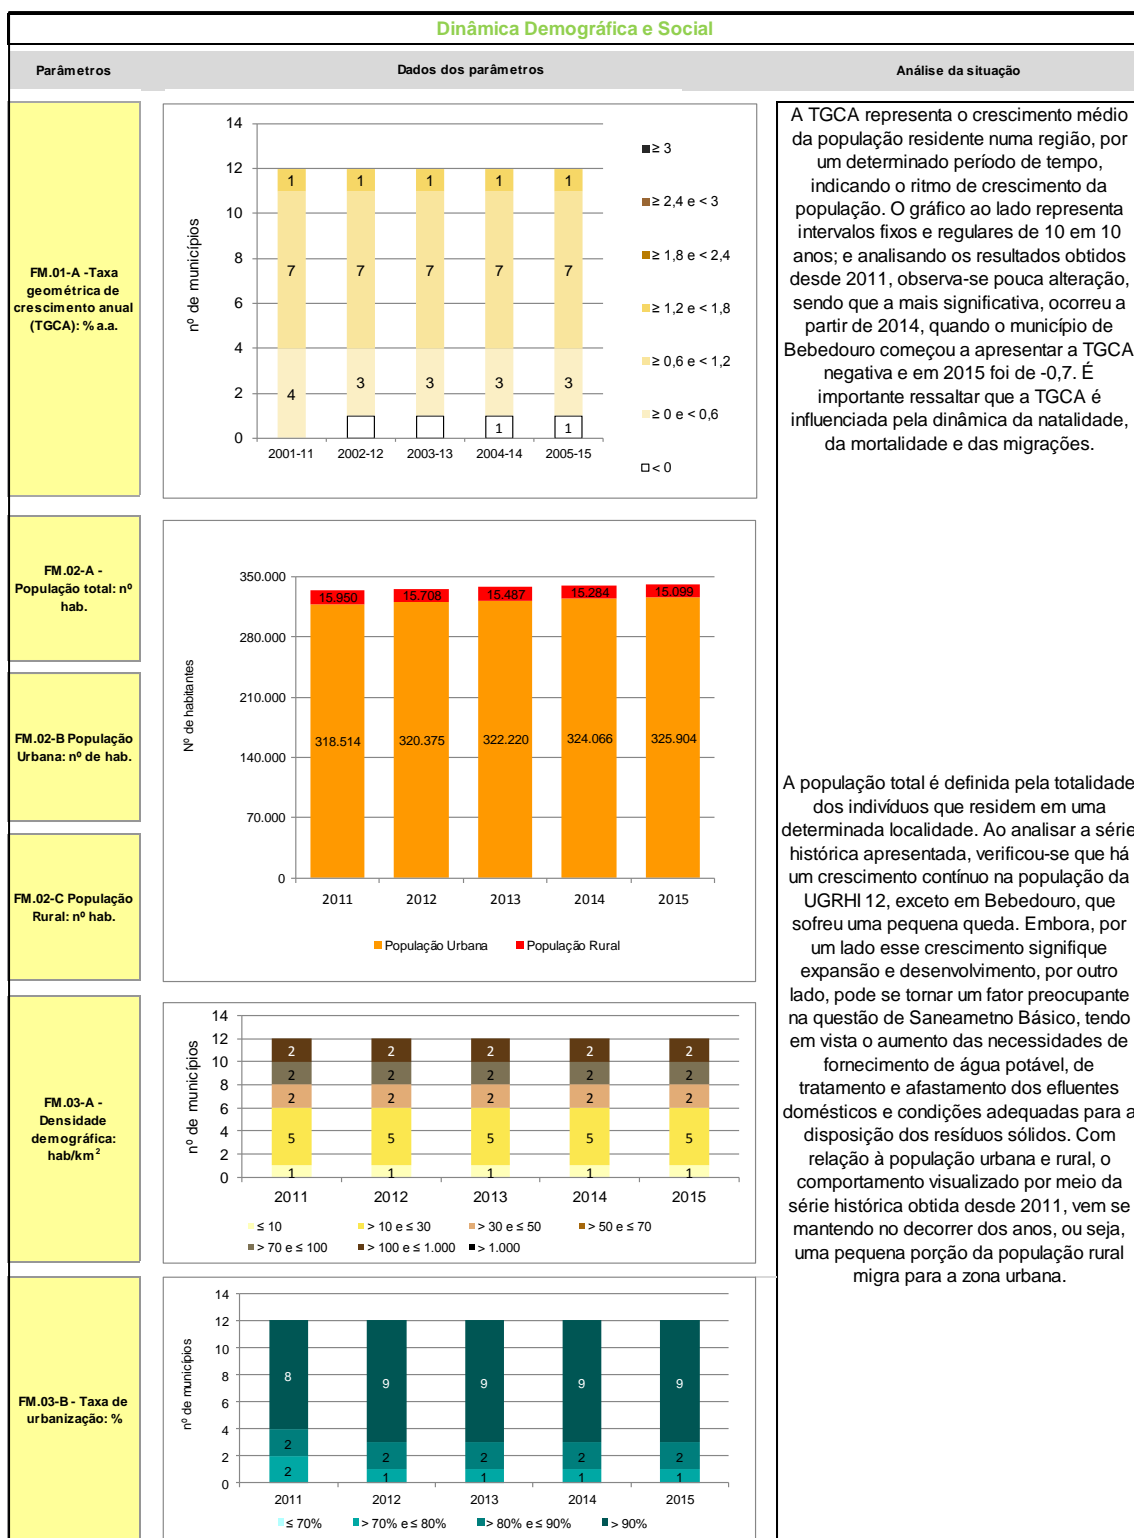 Dinâmica Demográfica e Social
Parâmetros
Dados dos parâmetros
Análise da situação
FM.01-A -Taxa
geométrica de
crescimento anual
(TGCA): % a.a.
14
12
10
8
6
4
2
0
nº de municípios
1 1 1 1 1
7 7 7 7 7
4 3 3 3 3
1 1
2001-11 2002-12 2003-13 2004-14 2005-15
≥ 3
≥ 2,4 e < 3
≥ 1,8 e < 2,4
≥ 1,2 e < 1,8
≥ 0,6 e < 1,2
≥ 0 e < 0,6
< 0
A TGCA representa o crescimento médio
da população residente numa região, por
um determinado período de tempo,
indicando o ritmo de crescimento da
população. O gráfico ao lado representa
intervalos fixos e regulares de 10 em 10
anos; e analisando os resultados obtidos
desde 2011, observa-se pouca alteração,
sendo que a mais significativa, ocorreu a
partir de 2014, quando o município de
Bebedouro começou a apresentar a TGCA
negativa e em 2015 foi de -0,7. É
importante ressaltar que a TGCA é
influenciada pela dinâmica da natalidade,
da mortalidade e das migrações.
FM.02-A -
População total: nº
hab.
FM.02-B População
Urbana: nº de hab.
FM.02-C População
Rural: nº hab.
350.000
280.000
210.000
140.000
70.000
0
Nº de habitantes
15.950 15.708 15.487 15.284 15.099
318.514 320.375 322.220 324.066 325.904
2011 2012 2013 2014 2015
População Urbana População Rural
A população total é definida pela totalidade
dos indivíduos que residem em uma
determinada localidade. Ao analisar a série
histórica apresentada, verificou-se que há
um crescimento contínuo na população da
UGRHI 12, exceto em Bebedouro, que
sofreu uma pequena queda. Embora, por
um lado esse crescimento signifique
expansão e desenvolvimento, por outro
lado, pode se tornar um fator preocupante
na questão de Saneametno Básico, tendo
em vista o aumento das necessidades de
fornecimento de água potável, de
tratamento e afastamento dos efluentes
domésticos e condições adequadas para a
disposição dos resíduos sólidos. Com
relação à população urbana e rural, o
comportamento visualizado por meio da
série histórica obtida desde 2011, vem se
mantendo no decorrer dos anos, ou seja,
uma pequena porção da população rural
migra para a zona urbana.
FM.03-A -
Densidade
demográfica:
hab/km²
14
12
10
8
6
4
2
0
nº de municípios
2 2 2 2 2
2 2 2 2 2
2 2 2 2 2
5 5 5 5 5
1 1 1 1 1
2011 2012 2013 2014 2015
≤ 10 > 10 e ≤ 30 > 30 e ≤ 50 > 50 e ≤ 70
> 70 e ≤ 100 > 100 e ≤ 1.000 > 1.000
FM.03-B - Taxa de
urbanização: %
14
12
10
8
6
4
2
0
nº de municípios
8 9 9 9 9
2 2 2 2 2
2 1 1 1 1
2011 2012 2013 2014 2015
≤ 70% > 70% e ≤ 80% > 80% e ≤ 90% > 90%